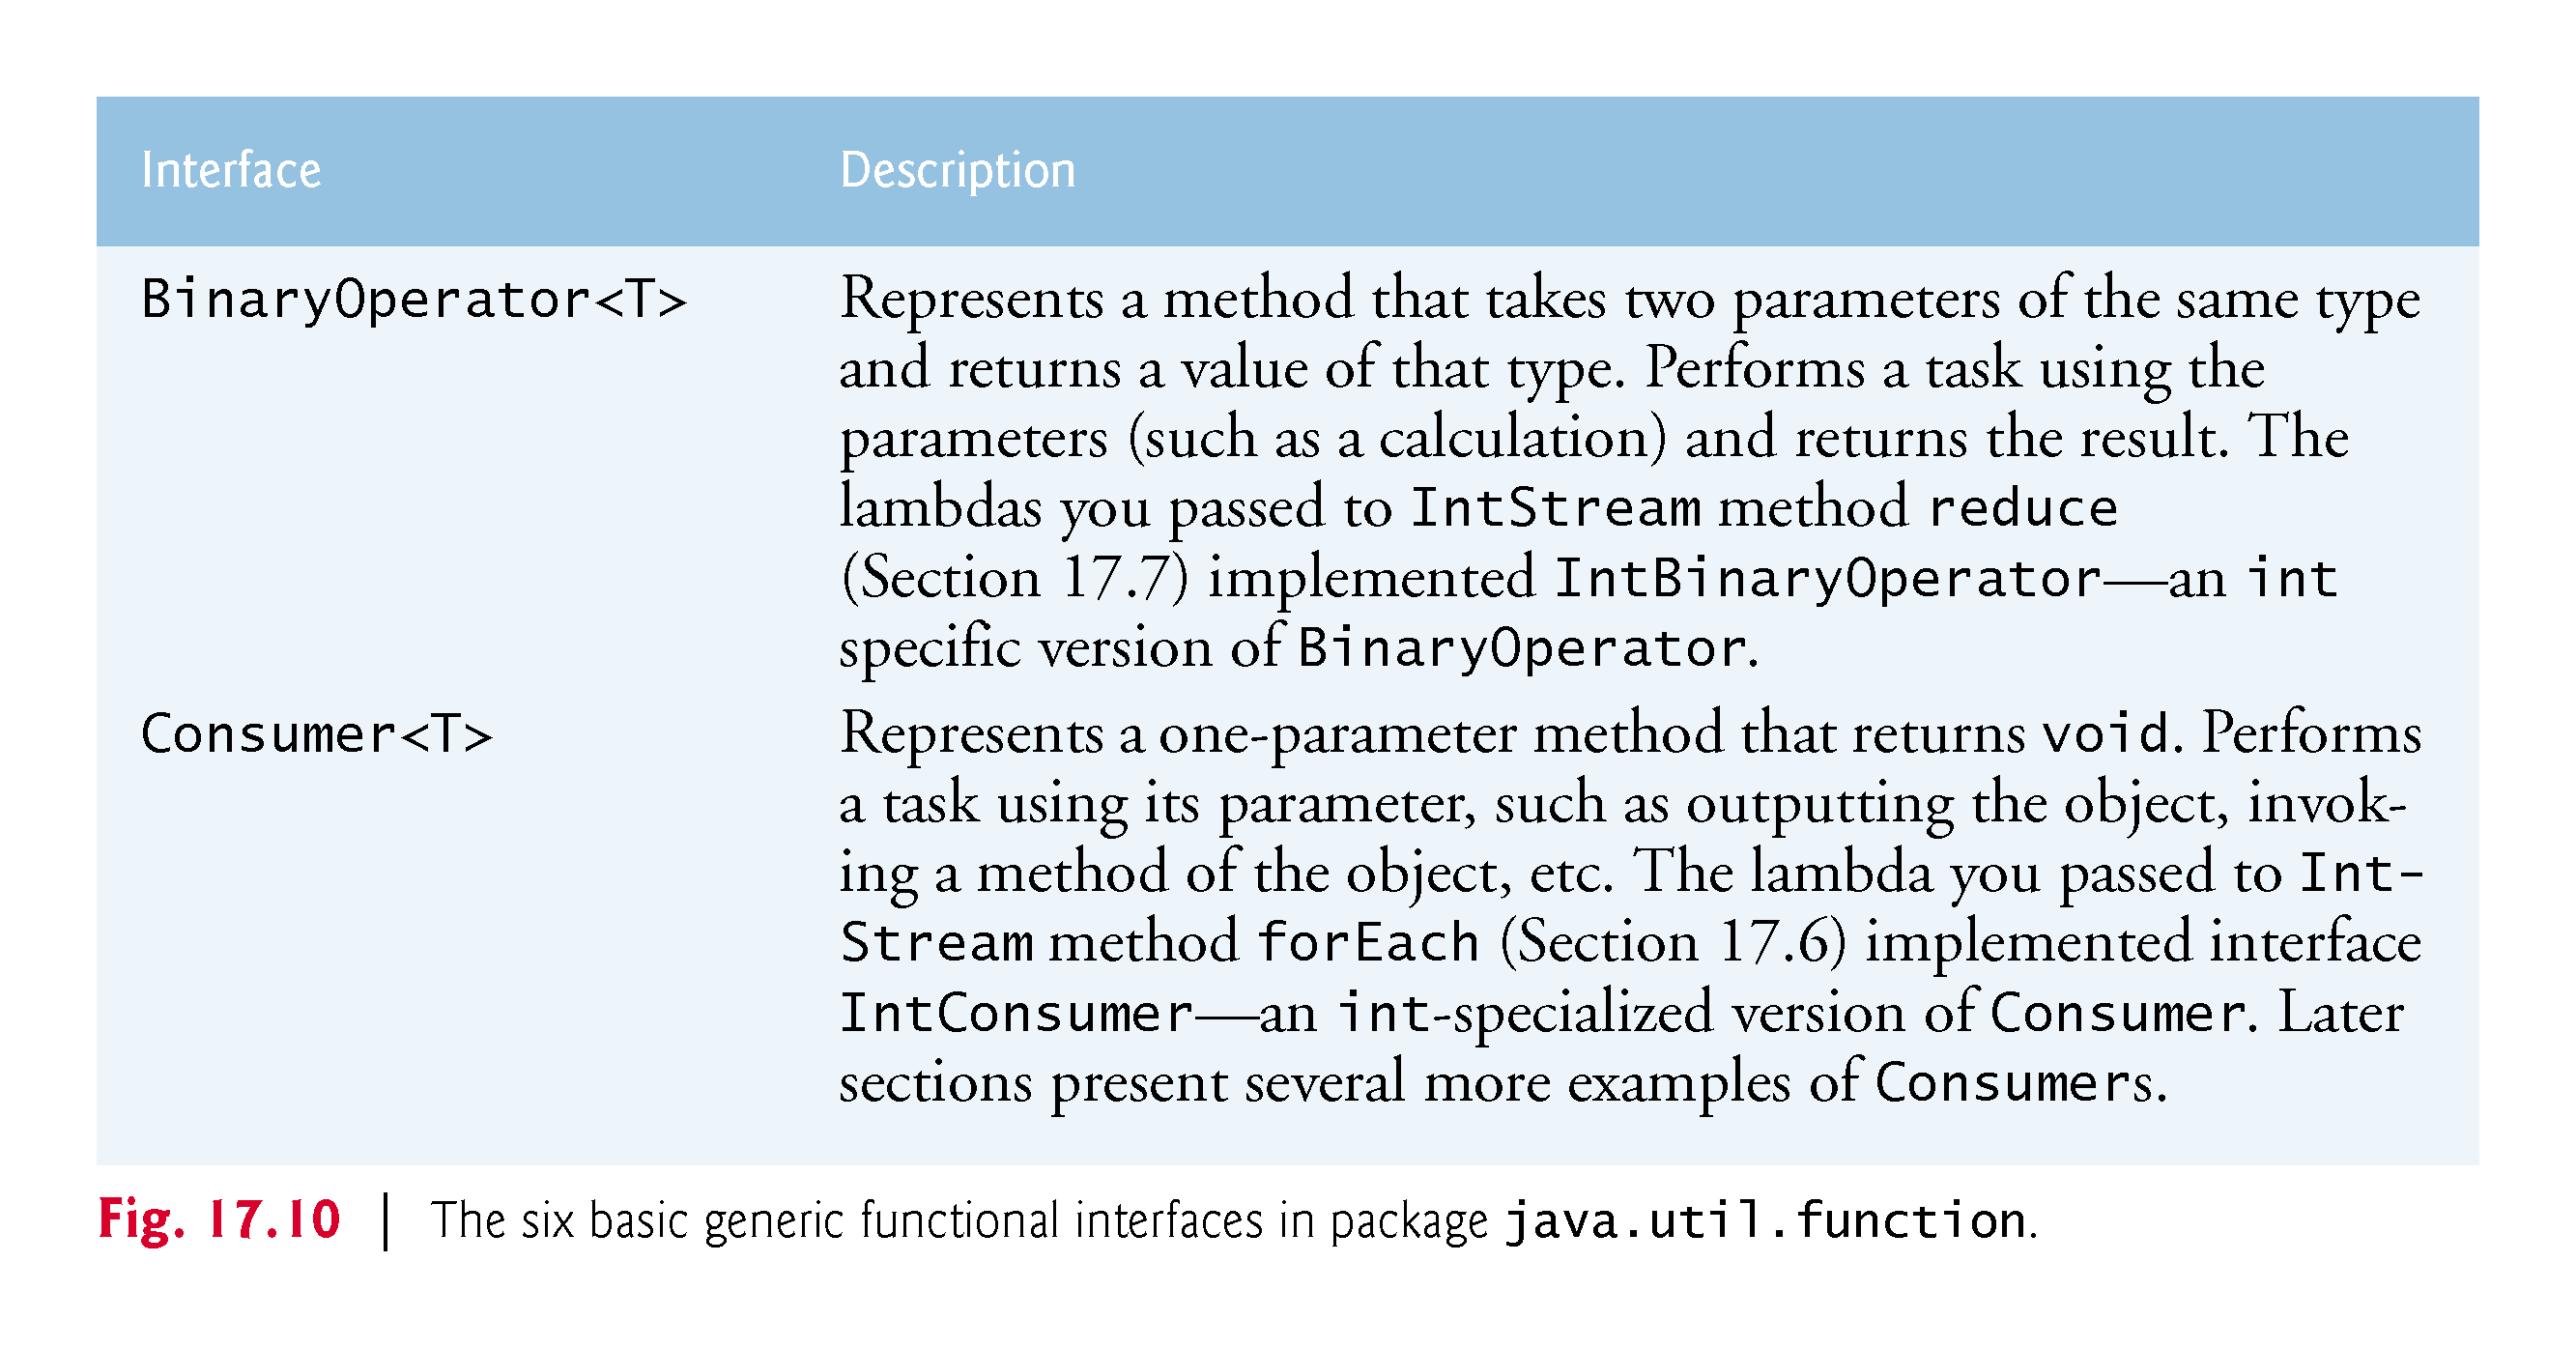 Interface Description
BinaryOperator<T> Represents a method that takes two parameters of the same type
and returns a value of that type. Performs a task using the
parameters (such as a calculation) and returns the result. The
lambdas you passed to IntStream method reduce
(Section 17.7) implemented IntBinaryOperator—an int
specific version of BinaryOperator.
Consumer<T> Represents a one-parameter method that returns void. Performs
a task using its parameter, such as outputting the object, invok-
ing a method of the object, etc. The lambda you passed to Int-
Stream method forEach (Section 17.6) implemented interface
IntConsumer—an int-specialized version of Consumer. Later
sections present several more examples of Consumers.
Fig. 17.10 | The six basic generic functional interfaces in package java.util.function.